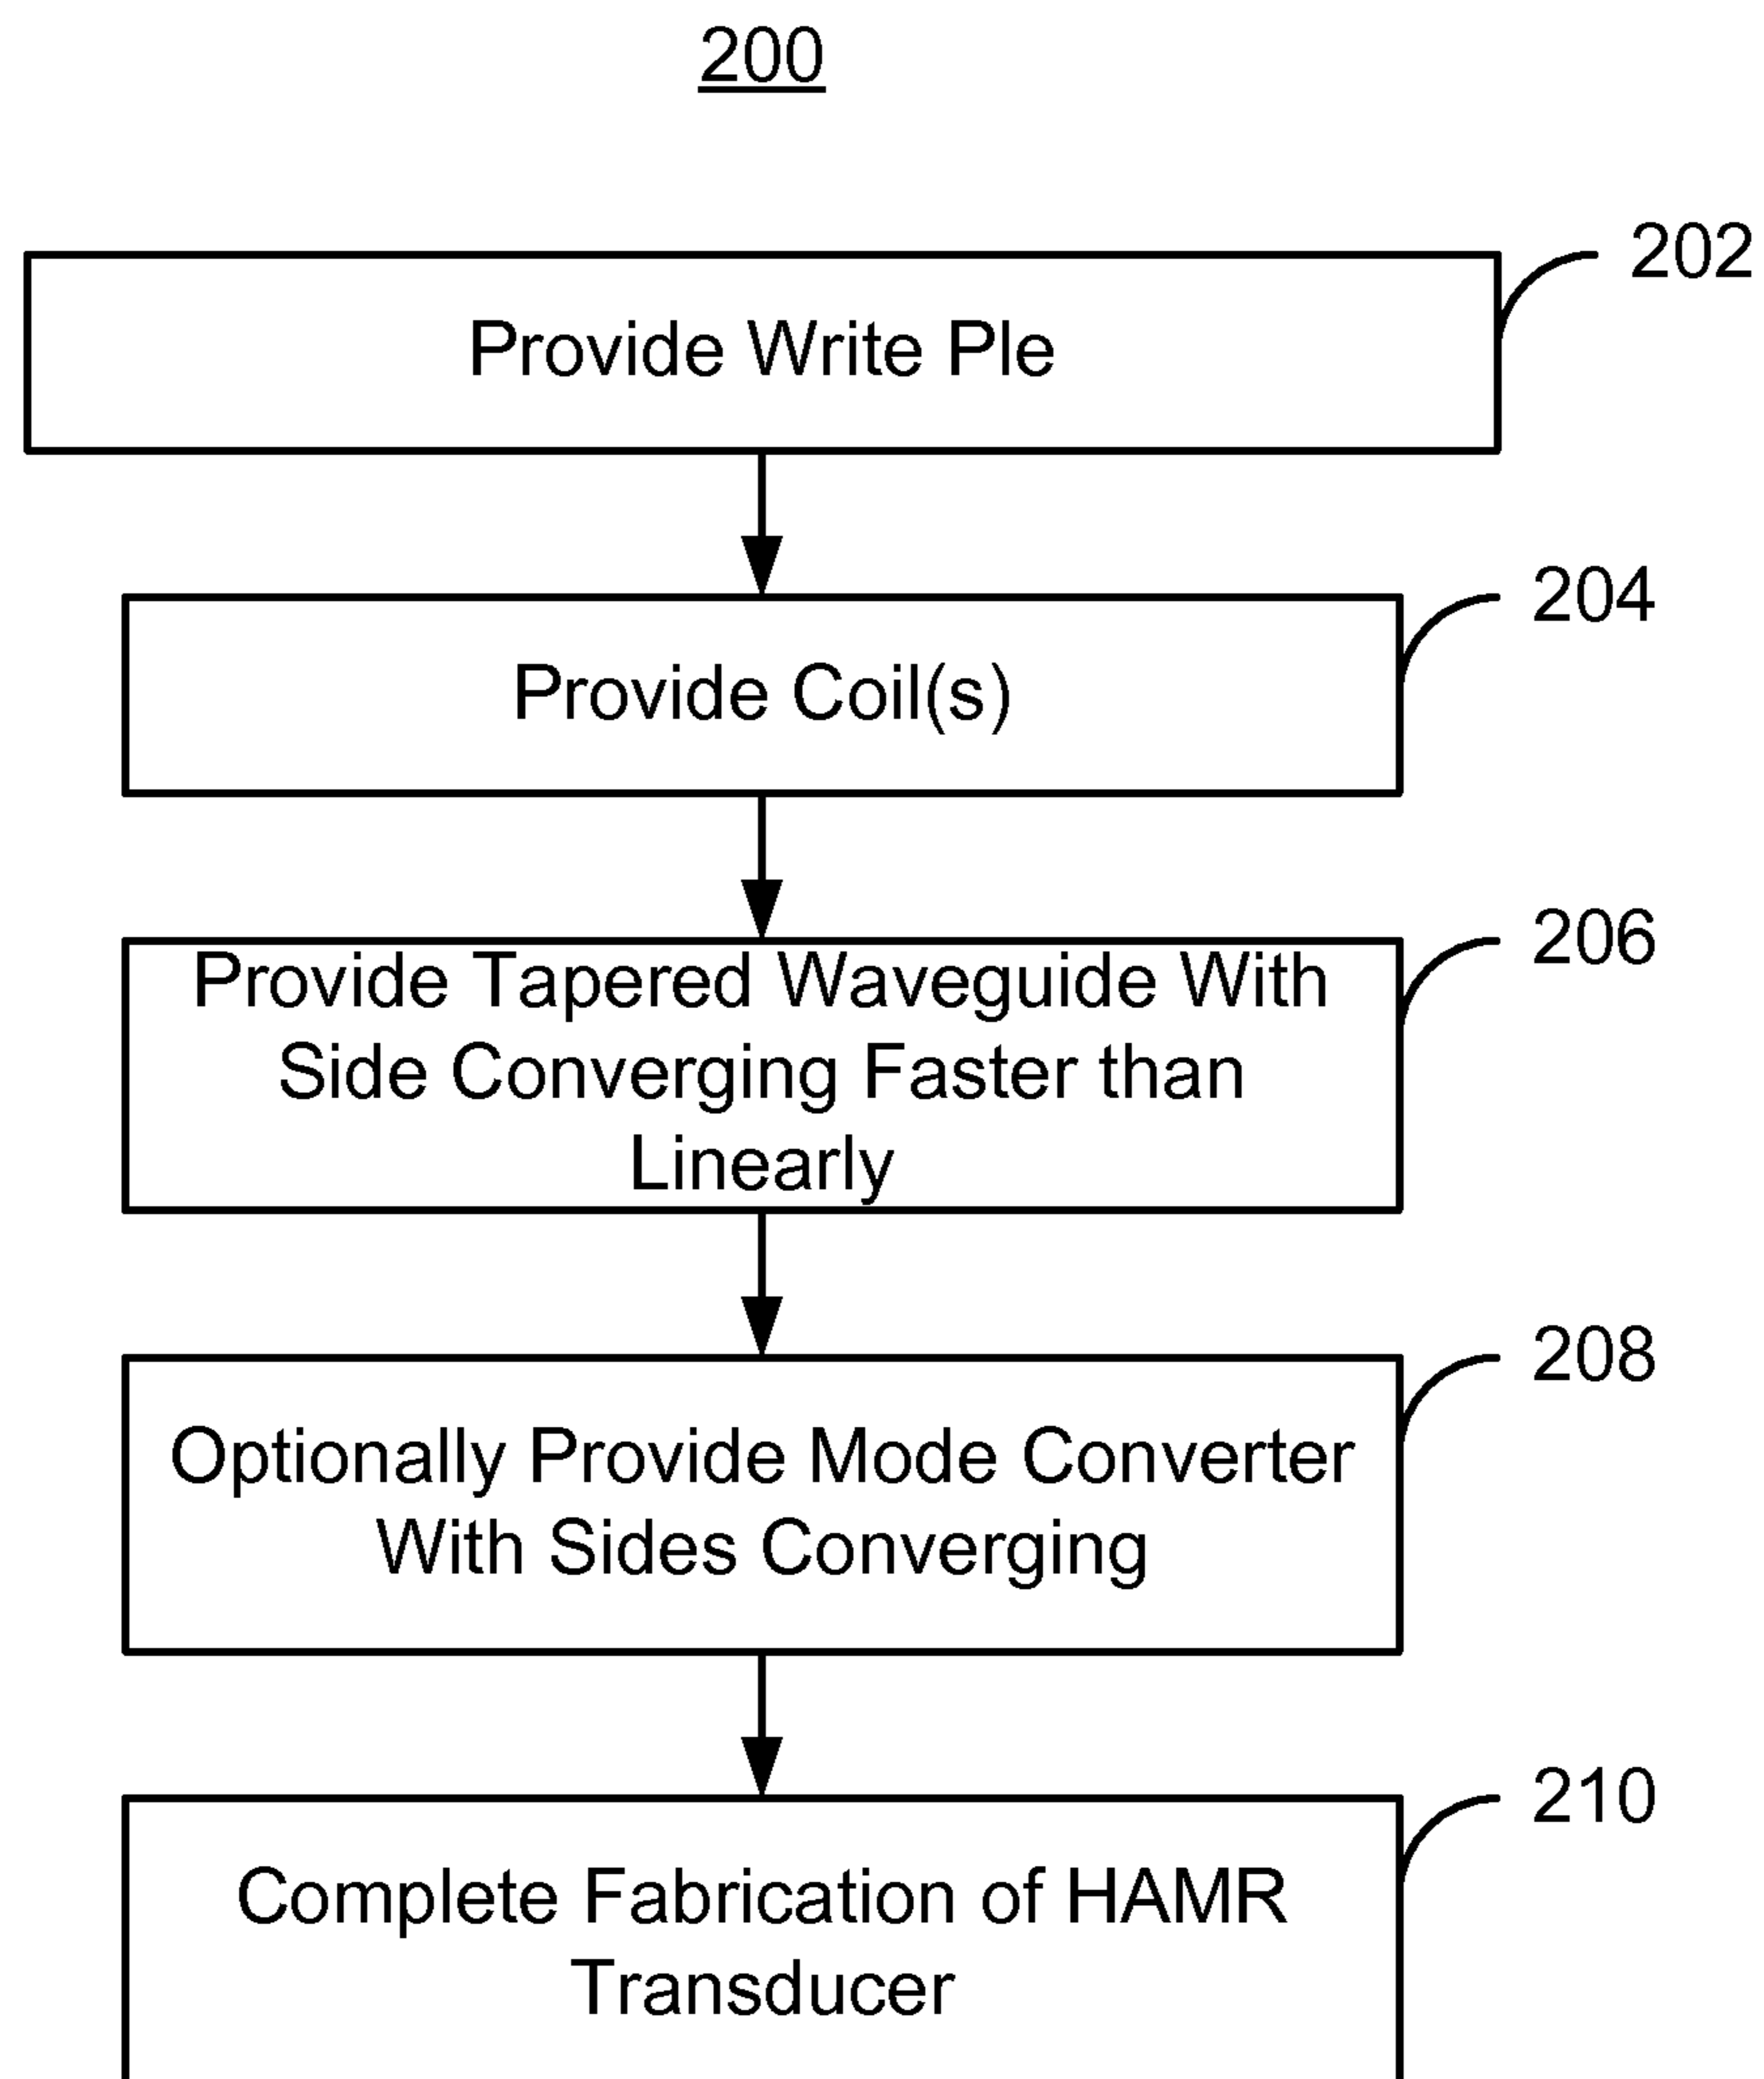 200
202
Provide Write Ple
204
Provide Coil(s)
206
Provide Tapered Waveguide With
Side Converging Faster than
Linearly
208
Optionally Provide Mode Converter
With Sides Converging
210
Complete Fabrication of HAMR
Transducer